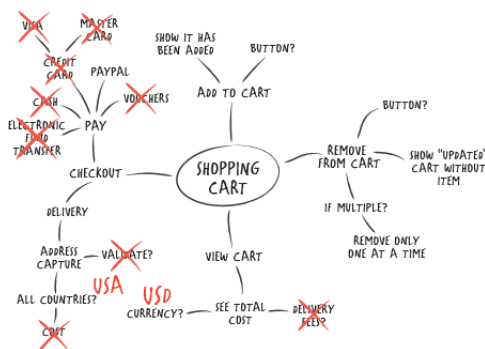 VISA
MASTER
CARD
CREDIT
CARD
PAYPAL
CASH
VOUCHERS
ELECTRONIC
FUND
TRANSFER
PAY
CHECKOUT
DELIVERY
ADDRESS
CAPTURE
VALIDATE?
USA
ALL COUNTRIES?
COST
SHOW IT HAS
BEEN ADDED
BUTTON?
ADD TO CART
SHOPPING
CART
BUTTON?
REMOVE
FROM CART
SHOW "UPDATED"
CART WITHOUT
ITEM
IF MULTIPLE?
REMOVE ONLY
ONE AT A TIME
VIEW CART
USD
CURRENCY?
SEE TOTAL
COST
DELIVERY
FEES?